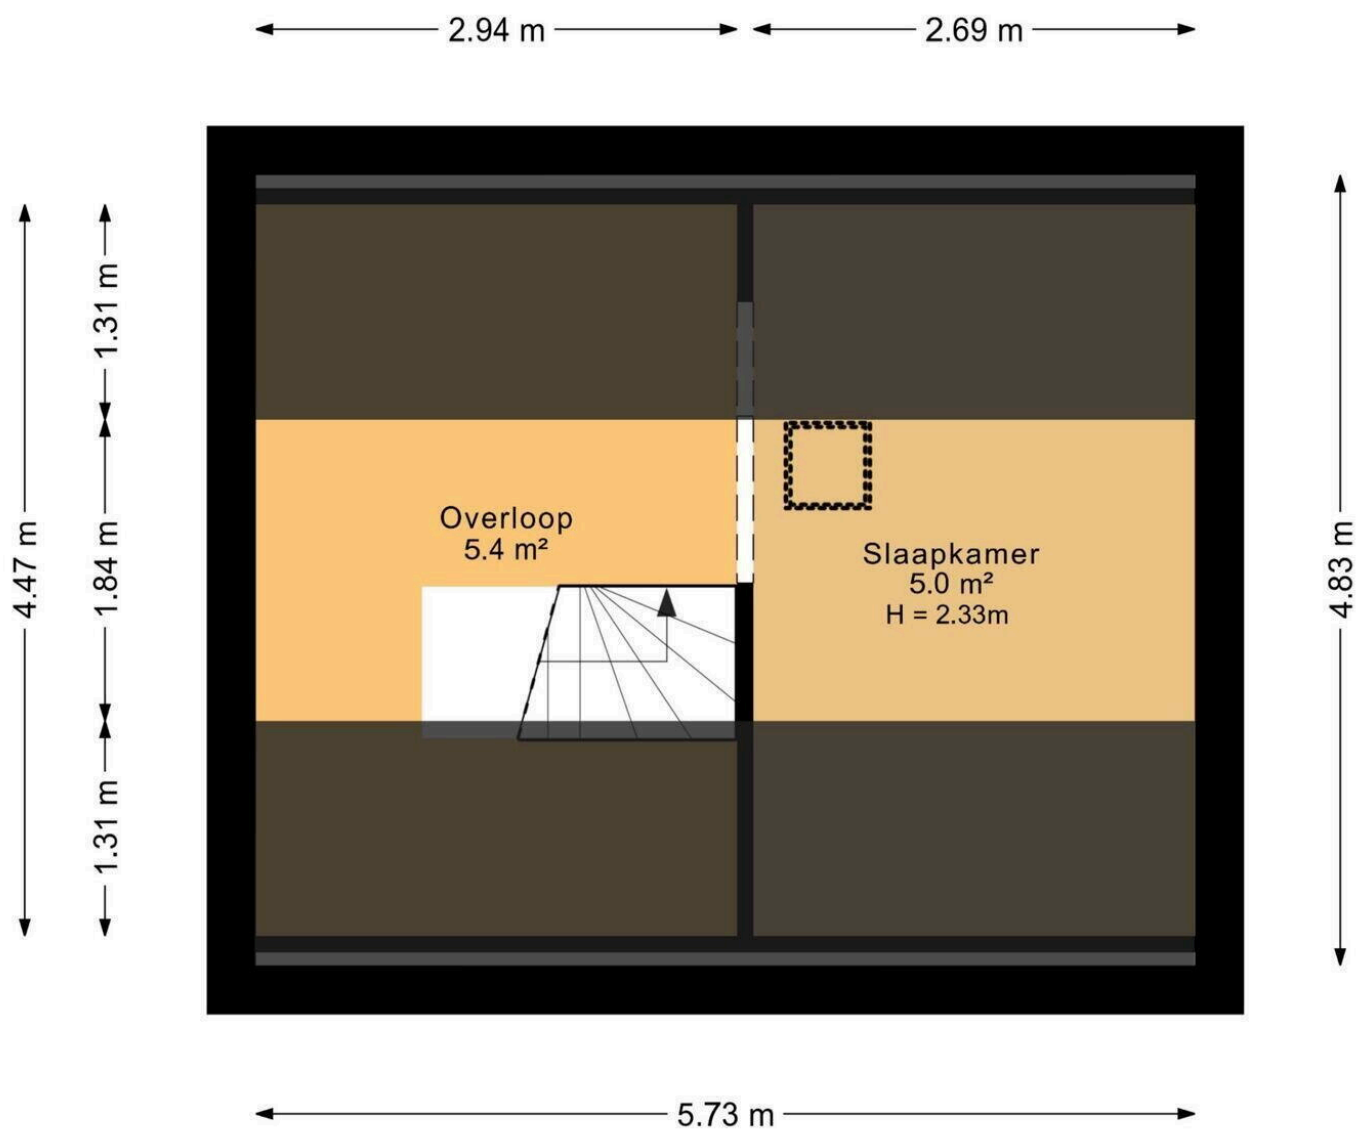 2.94 m
2.69 m
1.31 m
4.47 m
1.84 m
4.83 m
1.31 m
Overloop
5.4 m²
Slaapkamer
5.0 m²
H = 2.33m
5.73 m